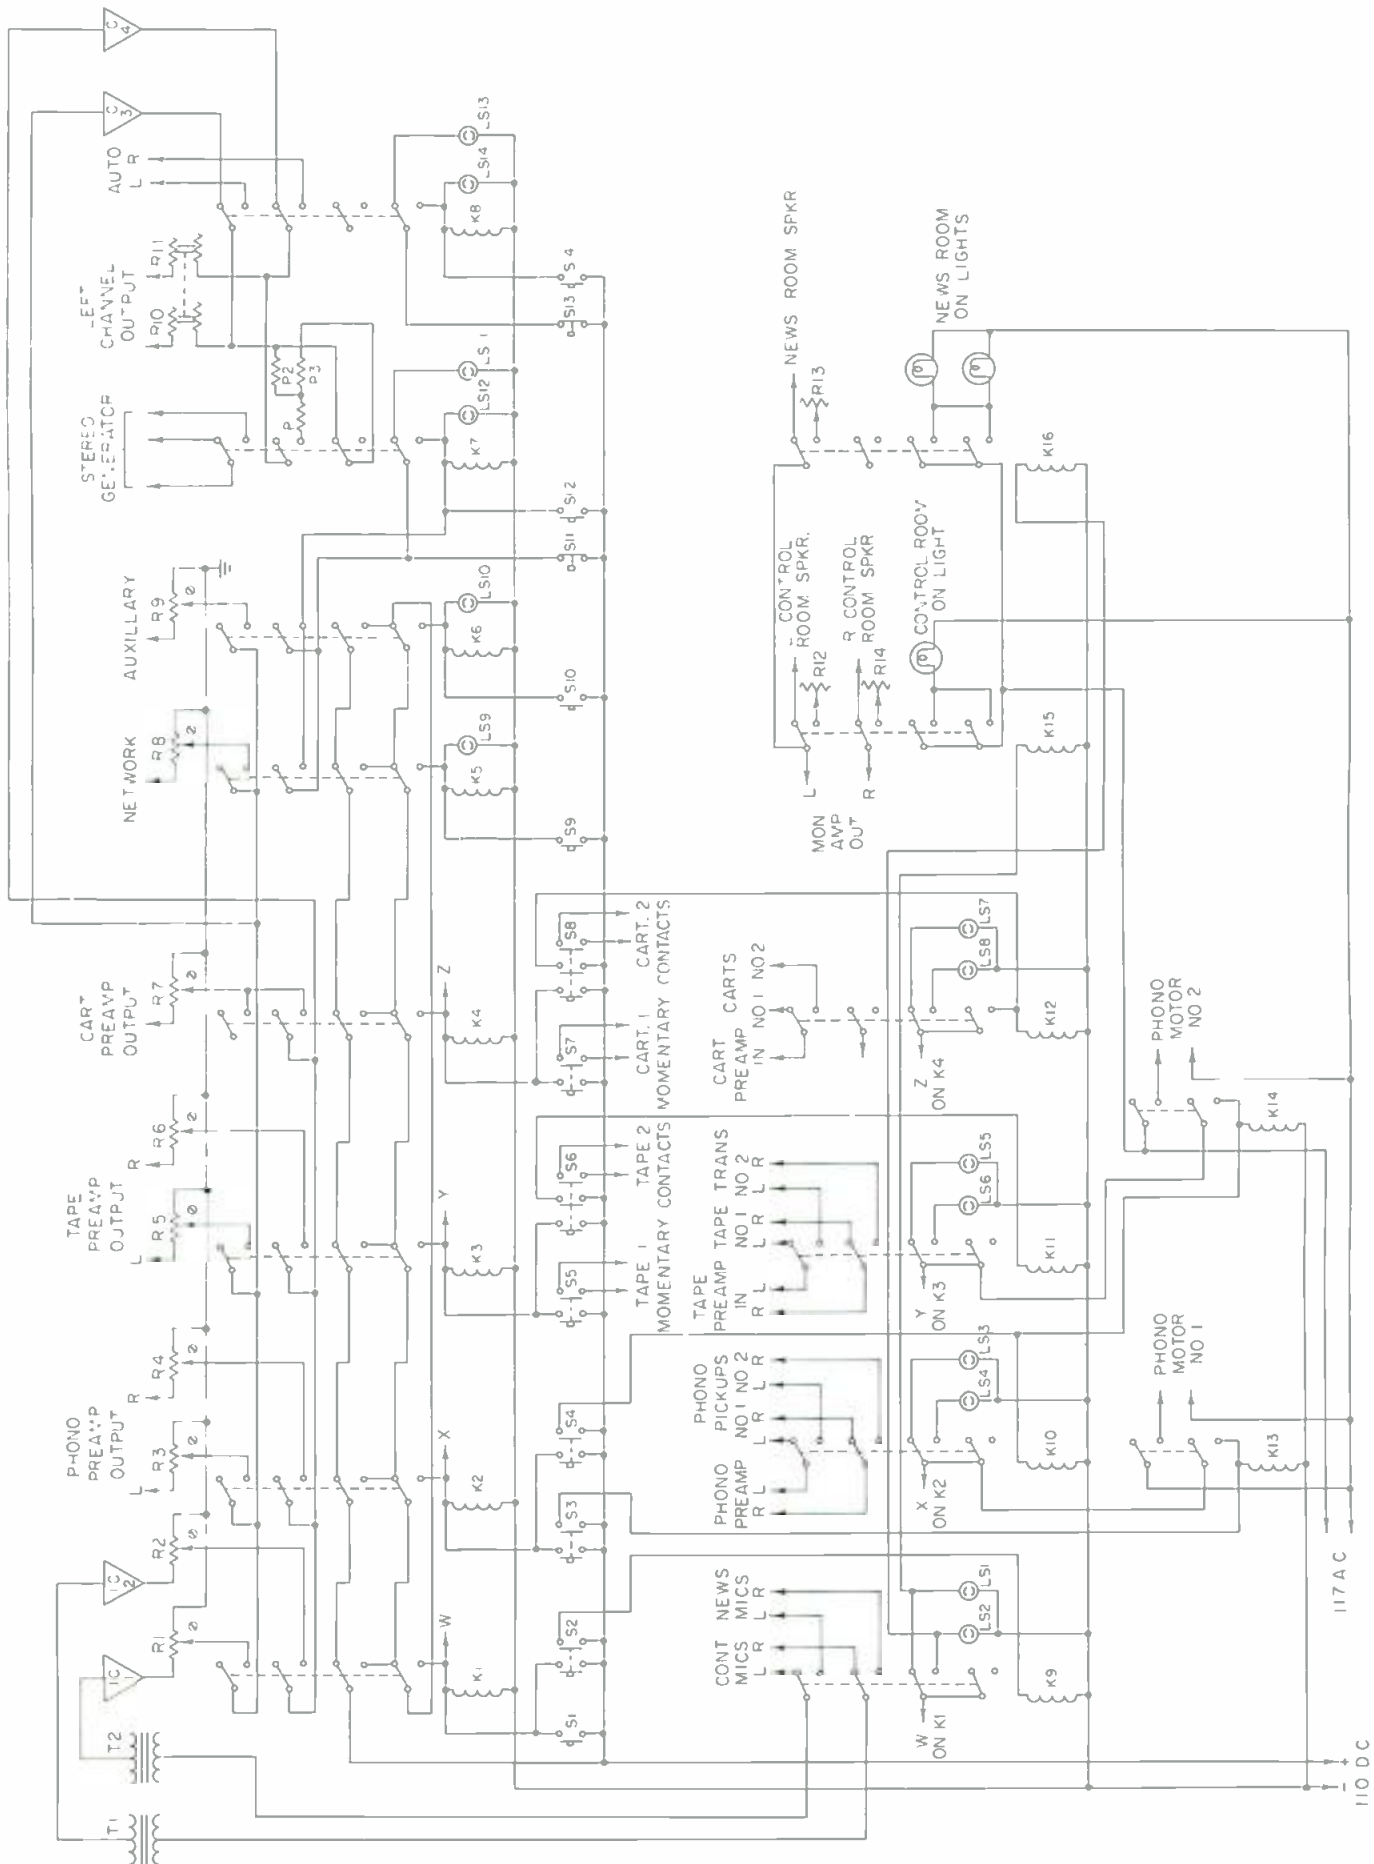 T1
T2
IC
1
IC
2
C
3
C
4
R1
R2
Ø
Ø
PHONO
PREAMP
OUTPUT
L
R
R3
R4
Ø
Ø
TAPE
PREAMP
OUTPUT
L
R
R5
R6
Ø
Ø
CART
PREAMP
OUTPUT
R7
Ø
NETWORK
R8
Ø
AUXILLARY
R9
Ø
STEREO
GENERATOR
CHANNEL
OUTPUT
R10
R11
P
P2
P3
AUTO
L R
W
X
Y
Z
K2
K3
K4
K5
K6
K7
K8
LS9
LS10
LS12
LS14
LS13
S1
S2
S3
S4
S5
S6
S7
S8
S9
S10
S11
S12
S13
S 4
TAPE 1
TAPE 2
MOMENTARY CONTACTS
CART. 1
CART. 2
MOMENTARY CONTACTS
CONT NEWS
MICS MICS
L R L R
PHONO
PREAMP
R L
PHONO
PICKUPS
NO 1 NO 2
L R L R
TAPE
PREAMP
IN
R L
TAPE TRANS
NO 1 NO 2
L R L R
CART
PREAMP
IN
CARTS
NO 1 NO 2
W
ON K1
X
ON K2
Y
ON K3
Z
ON K4
LS2
LS1
LS4
LS3
LS6
LS5
LS8
LS7
K9
K10
K11
K12
K13
K14
K15
K16
MON
AMP
OUT
L
R
CONTROL
ROOM SPKR.
R12
R CONTROL
ROOM SPKR
R14
CONTROL ROOM
ON LIGHT
NEWS ROOM SPKR
R13
NEWS ROOM
ON LIGHTS
PHONO
MOTOR
NO 1
PHONO
MOTOR
NO 2
- +
110 DC
117 AC